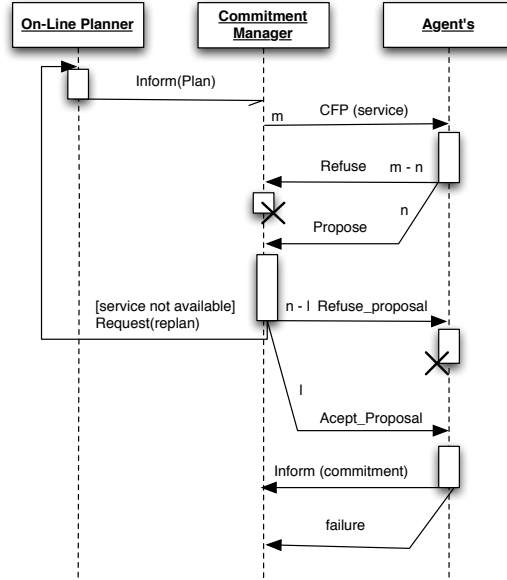 On-Line Planner
Commitment
Manager
Agent's
Inform(Plan)
m
CFP (service)
Refuse
m - n
n
Propose
[service not available]
Request(replan)
n - l Refuse_proposal
l
Acept_Proposal
Inform (commitment)
failure